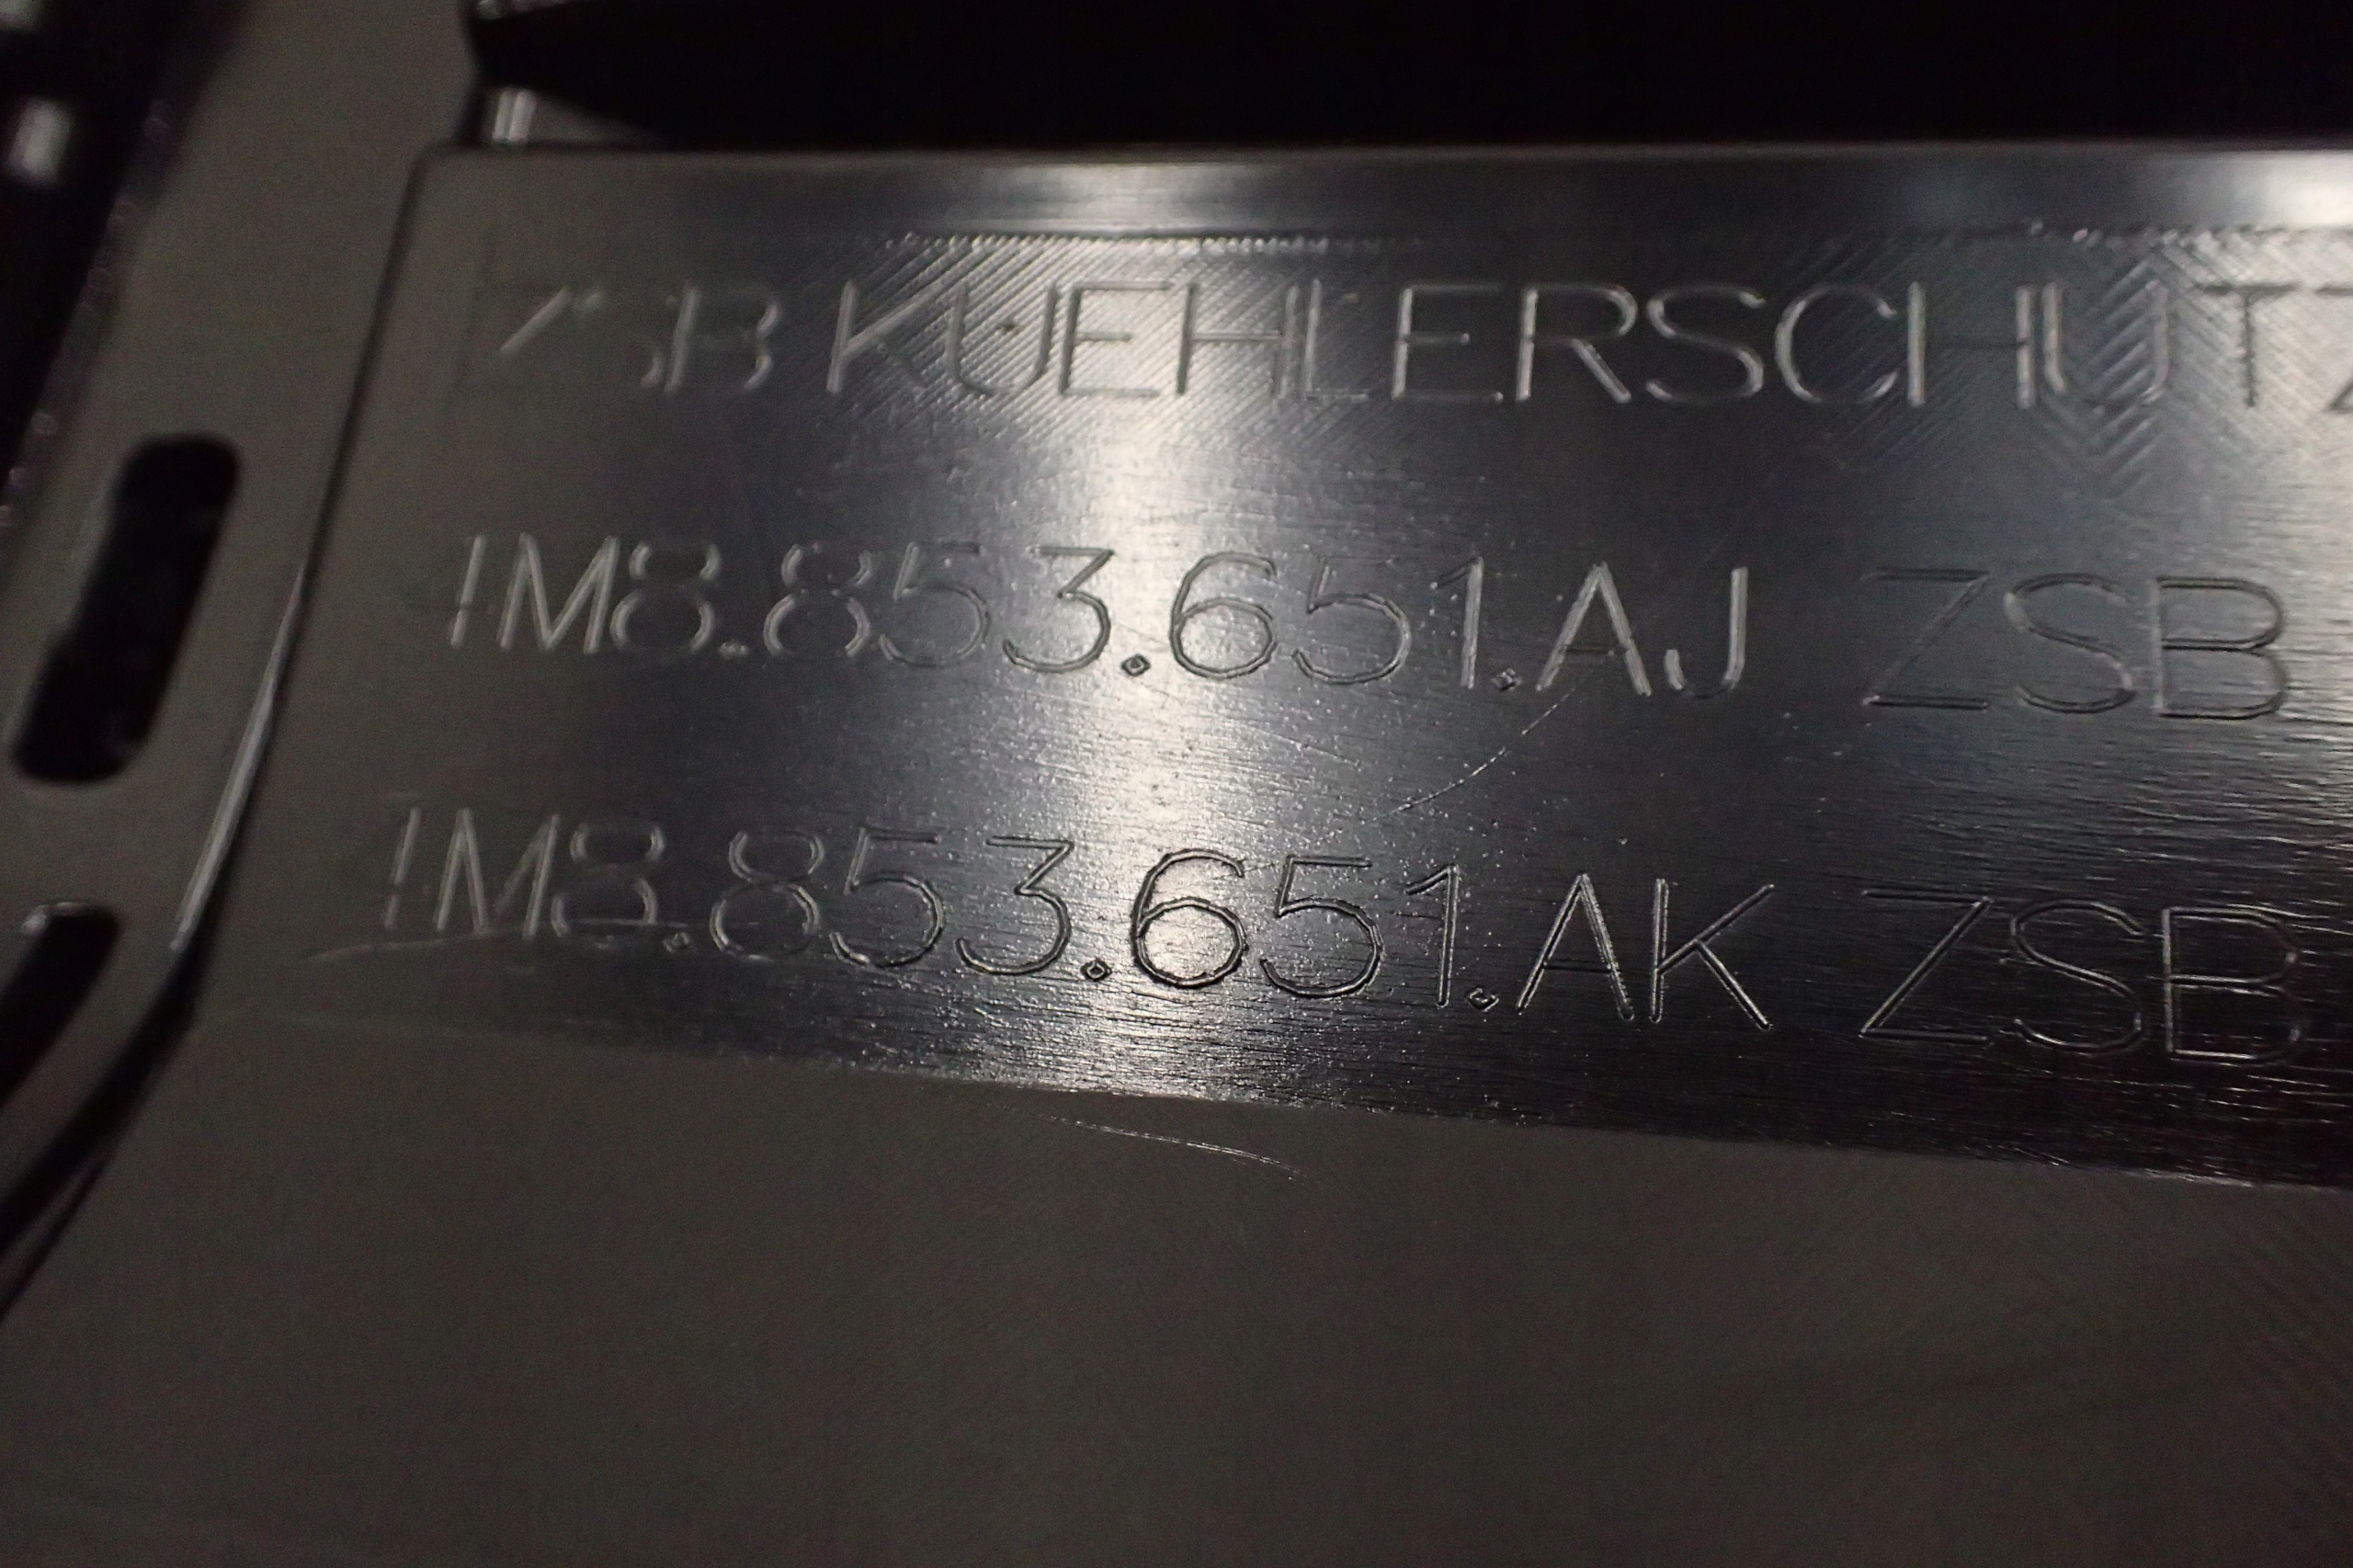 ZSB KUEHLERSCHUTZ
1M8.853.651.AJ ZSB
1M8.853.651.AK ZSB